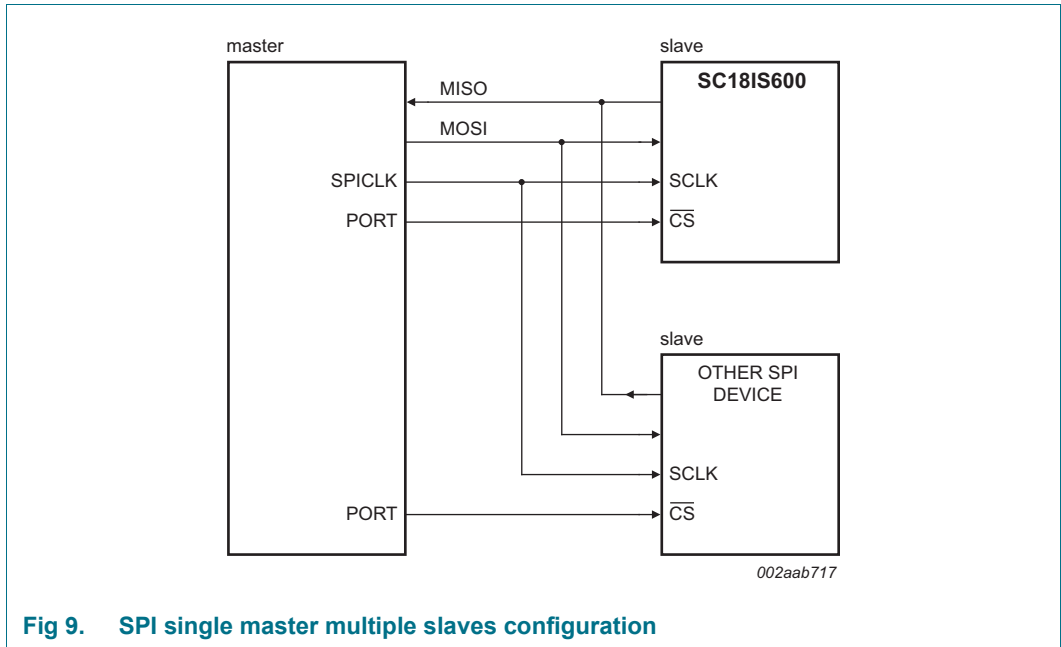 master
slave
SC18IS600
MISO
MOSI
SPICLK
SCLK
PORT
CS
slave
OTHER SPI
DEVICE
SCLK
PORT
CS
002aab717
Fig 9. SPI single master multiple slaves configuration